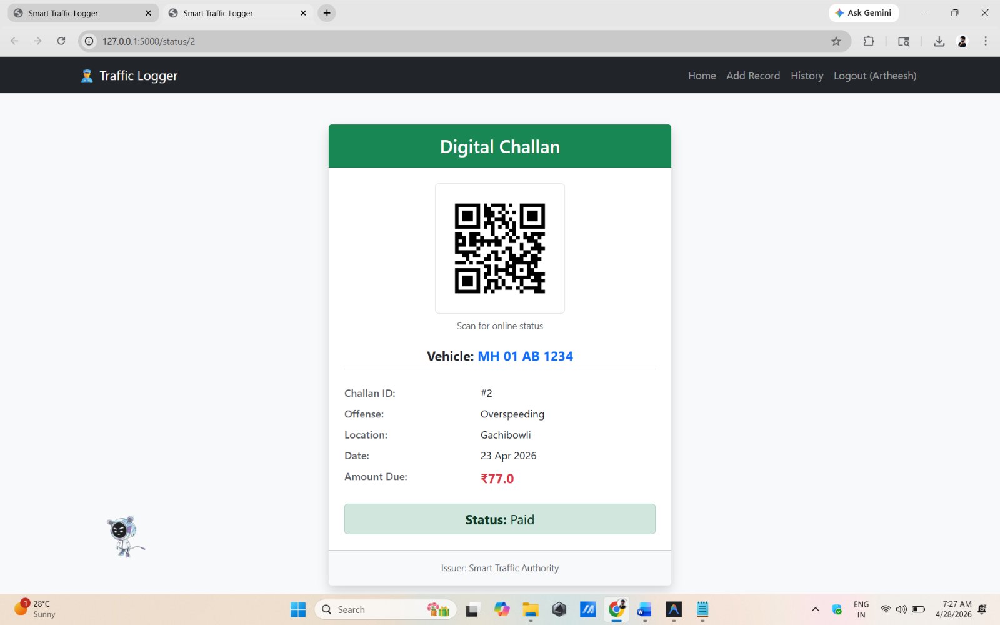 Smart Traffic Logger
Smart Traffic Logger
Ask Gemini
127.0.0.1:5000/status/2
Traffic Logger
Home
Add Record
History
Logout (Artheesh)
Digital Challan
Scan for online status
Vehicle: MH 01 AB 1234
Challan ID: #2
Offense: Overspeeding
Location: Gachibowli
Date: 23 Apr 2026
Amount Due: ₹77.0
Status: Paid
Issuer: Smart Traffic Authority
1
28°C
Sunny
Search
ENG
IN
7:27 AM
4/28/2026